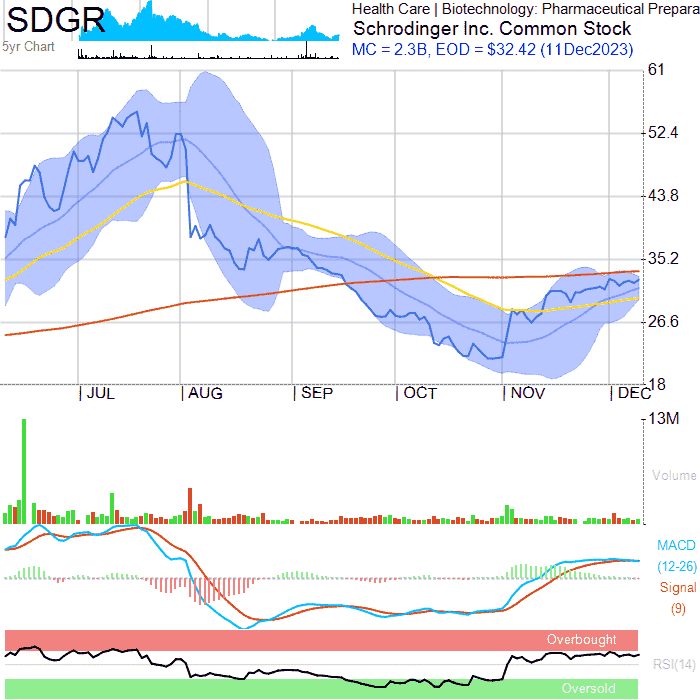 SDGR
5yr Chart
Health Care | Biotechnology: Pharmaceutical Prepara
Schrodinger Inc. Common Stock
MC = 2.3B, EOD = $32.42 (11Dec2023)
61
52.4
43.8
35.2
26.6
18
JUL AUG SEP OCT NOV DEC
13M
Volume
MACD
(12-26)
Signal
(9)
Overbought
RSI(14)
Oversold